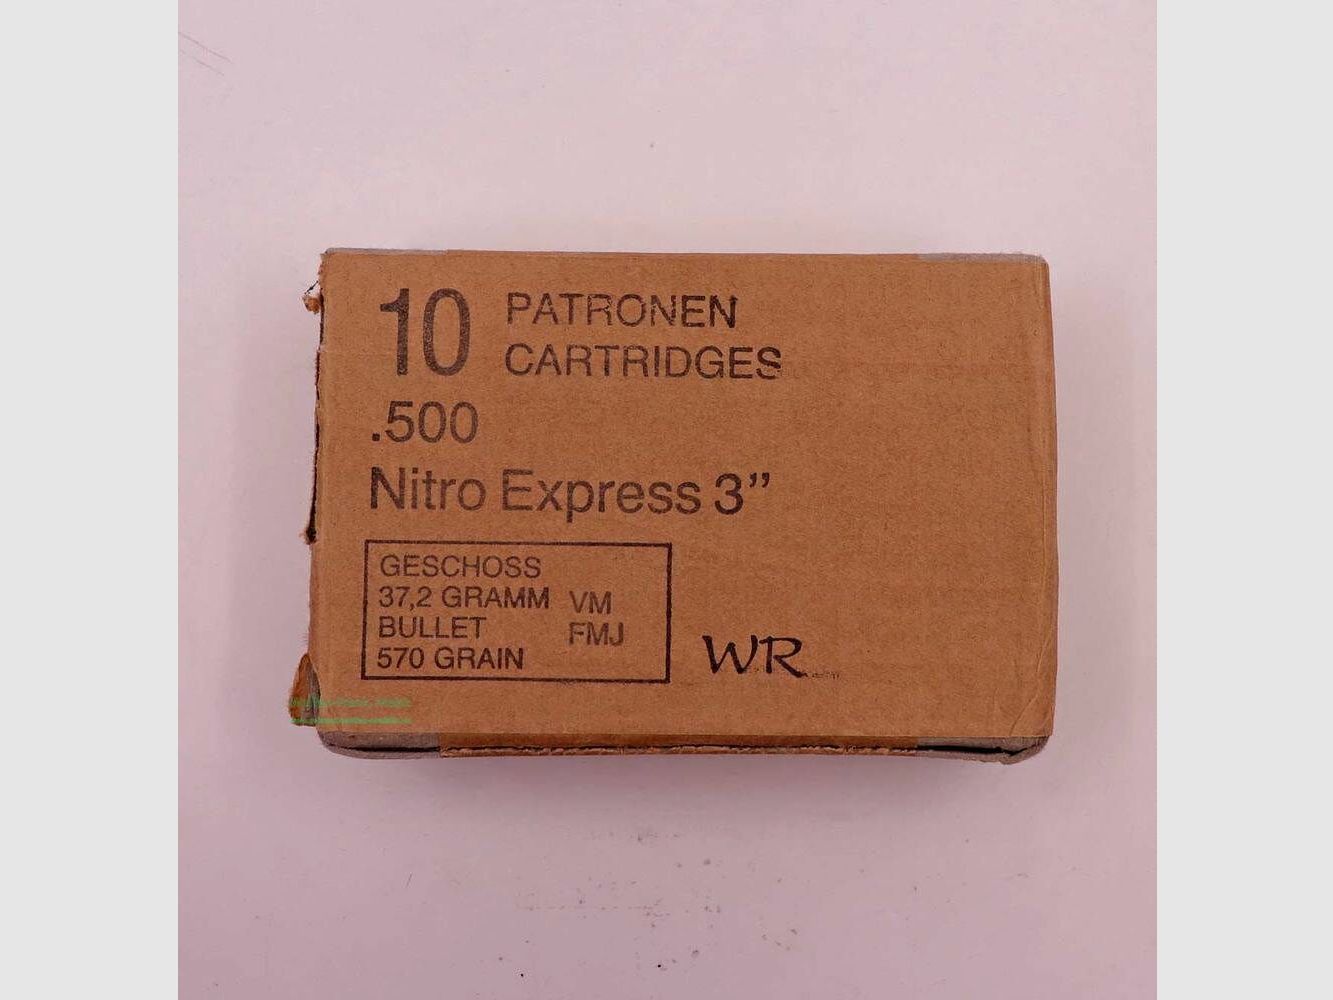 10 PATRONEN
CARTRIDGES
.500
Nitro Express 3”
GESCHOSS
37,2 GRAMM VM
BULLET FMJ
570 GRAIN
WR